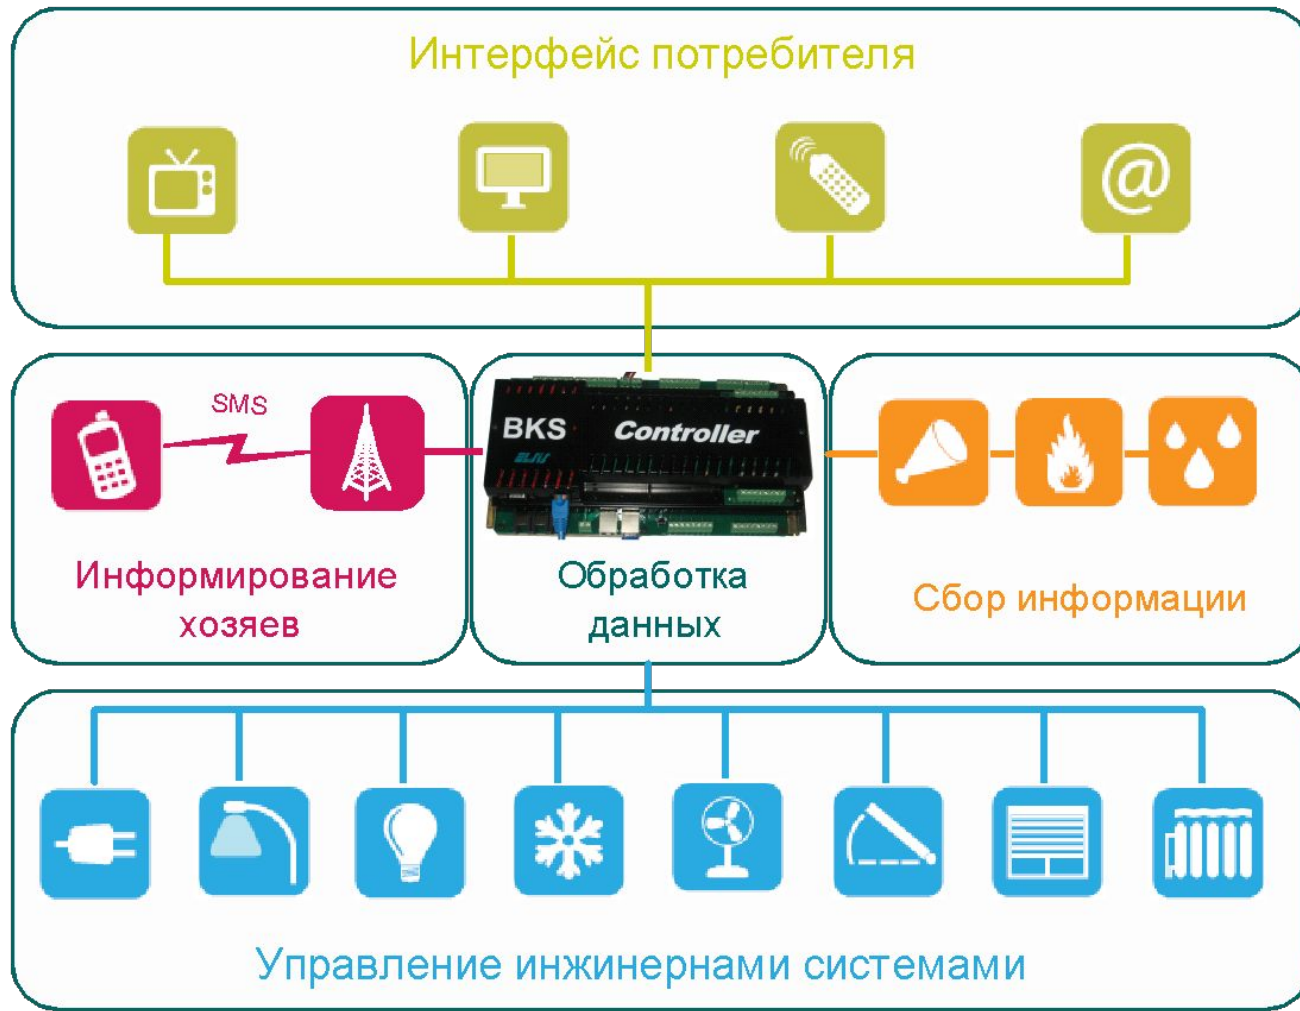 Интерфейс потребителя
@
SMS
BKS
Controller
Информирование
хозяев
Обработка
данных
Сбор информации
Управление инжинернами системами